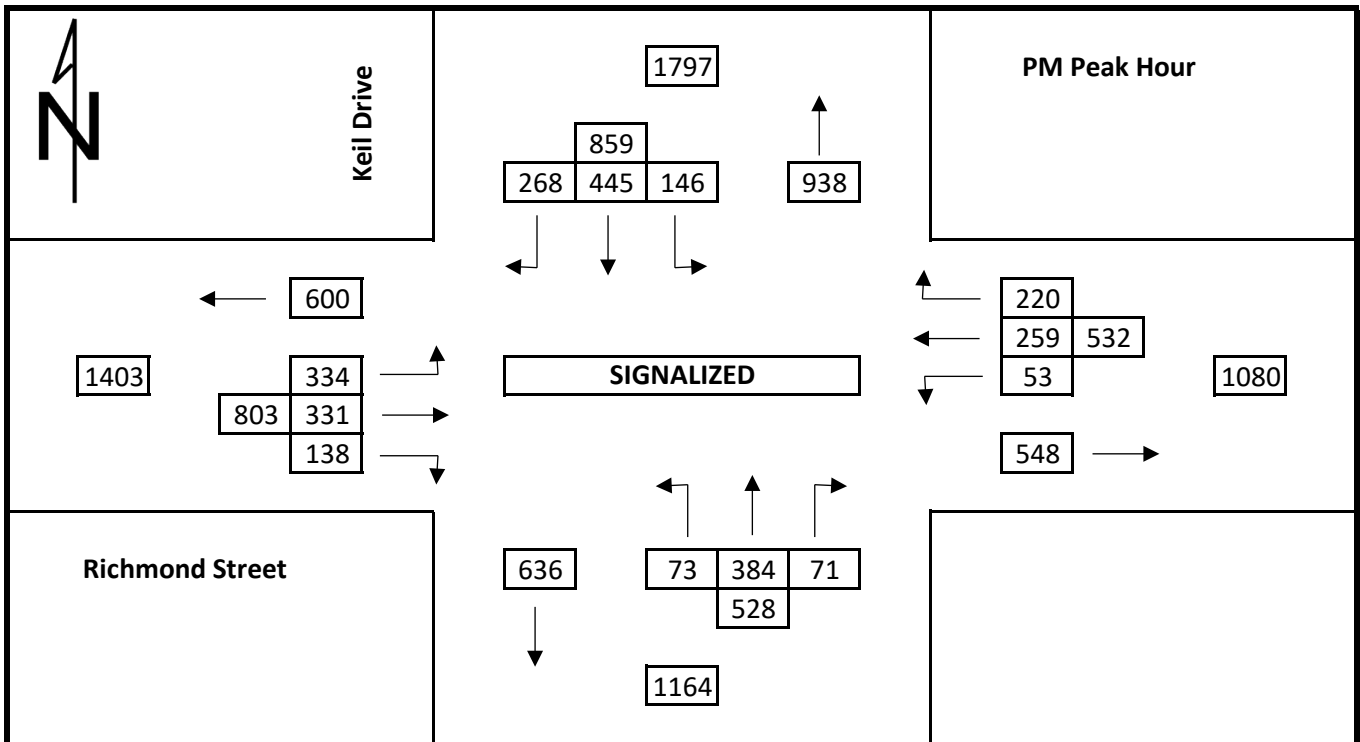 N
Keil Drive
PM Peak Hour
1797
859
268 445 146
938
600
1403
334
803 331
138
SIGNALIZED
220
259 532
53
1080
548
Richmond Street
636
73 384 71
528
1164